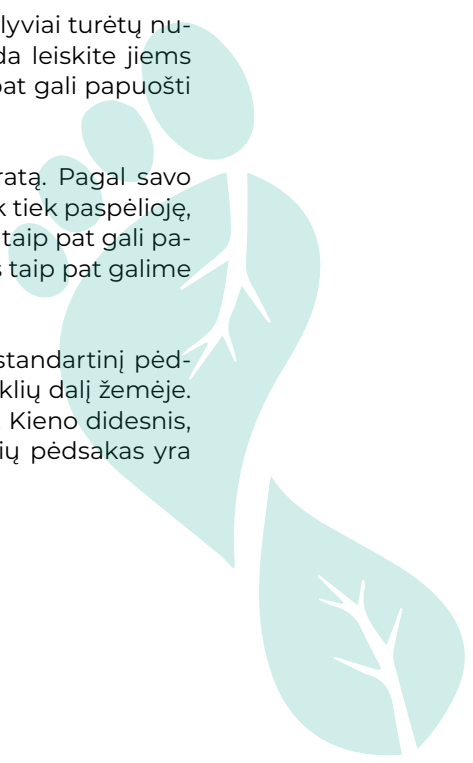 lyviai turėtų nu-
da leiskite jiems
pat gali papuošti
ratą. Pagal savo
k tiek paspėlioję,
taip pat gali pa-
s taip pat galime
standartinį pėd-
klių dalį žemėje.
Kieno didesnis,
ių pėdsakas yra